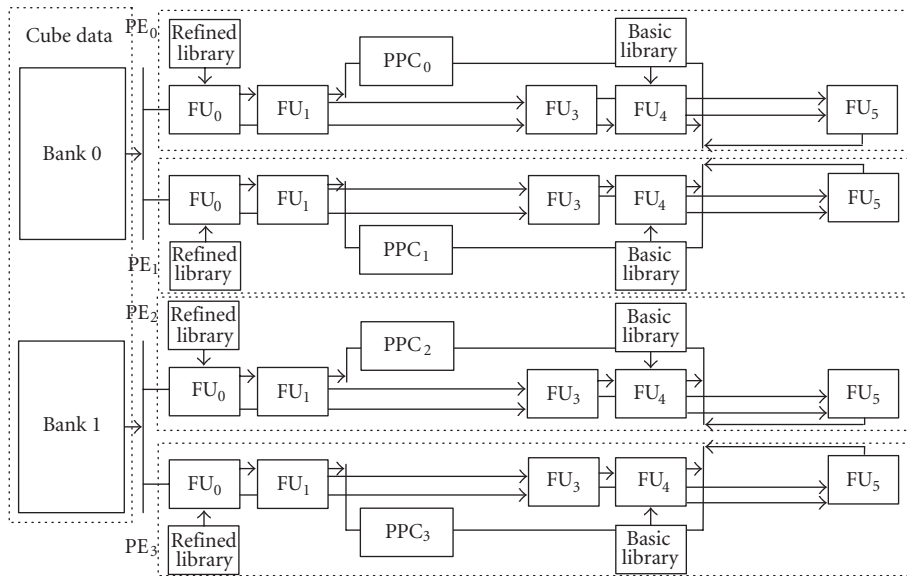 Cube data
PE0
Refined
library
PPC0
Basic
library
FU0
FU1
FU3
FU4
FU5
Bank 0
FU0
FU1
FU3
FU4
FU5
PE1
Refined
library
PPC1
Basic
library
PE2
Refined
library
PPC2
Basic
library
FU0
FU1
FU3
FU4
FU5
Bank 1
FU0
FU1
FU3
FU4
FU5
PE3
Refined
library
PPC3
Basic
library